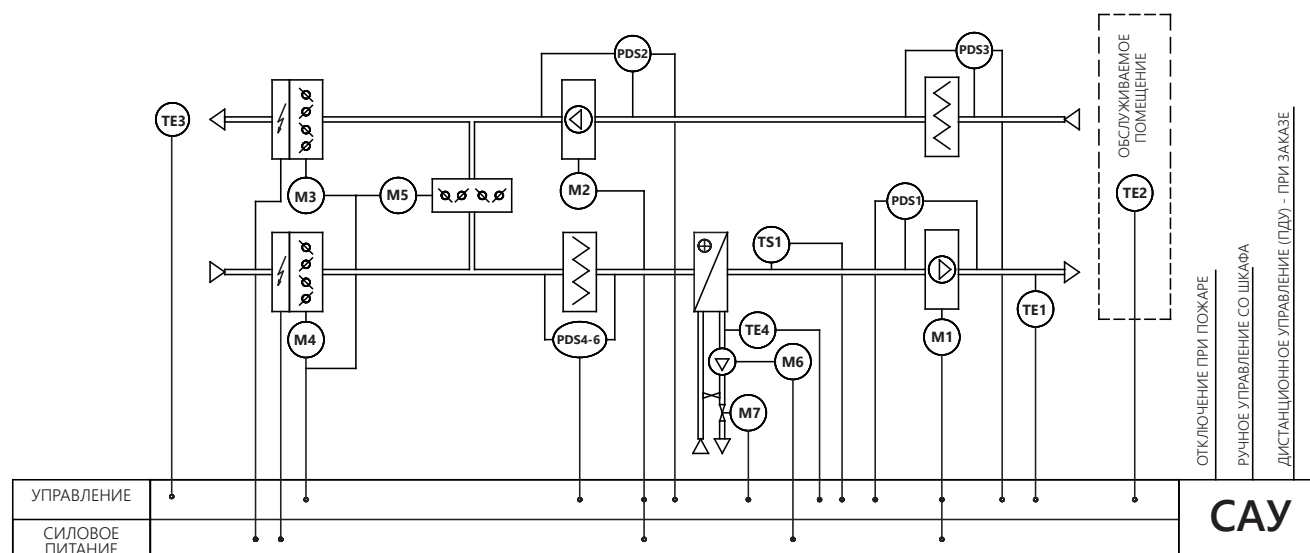 PDS2
PDS3
ОБСЛУЖИВАЕМОЕ
ПОМЕЩЕНИЕ
TE3
M3
M5
M2
TE2
PDS1
TS1
TE1
M4
PDS4-6
TE4
M6
M1
M7
ОТКЛЮЧЕНИЕ ПРИ ПОЖАРЕ
РУЧНОЕ УПРАВЛЕНИЕ СО ШКАФА
ДИСТАНЦИОННОЕ УПРАВЛЕНИЕ (ПДУ) - ПРИ ЗАКАЗЕ
УПРАВЛЕНИЕ
СИЛОВОЕ
ПИТАНИЕ
САУ